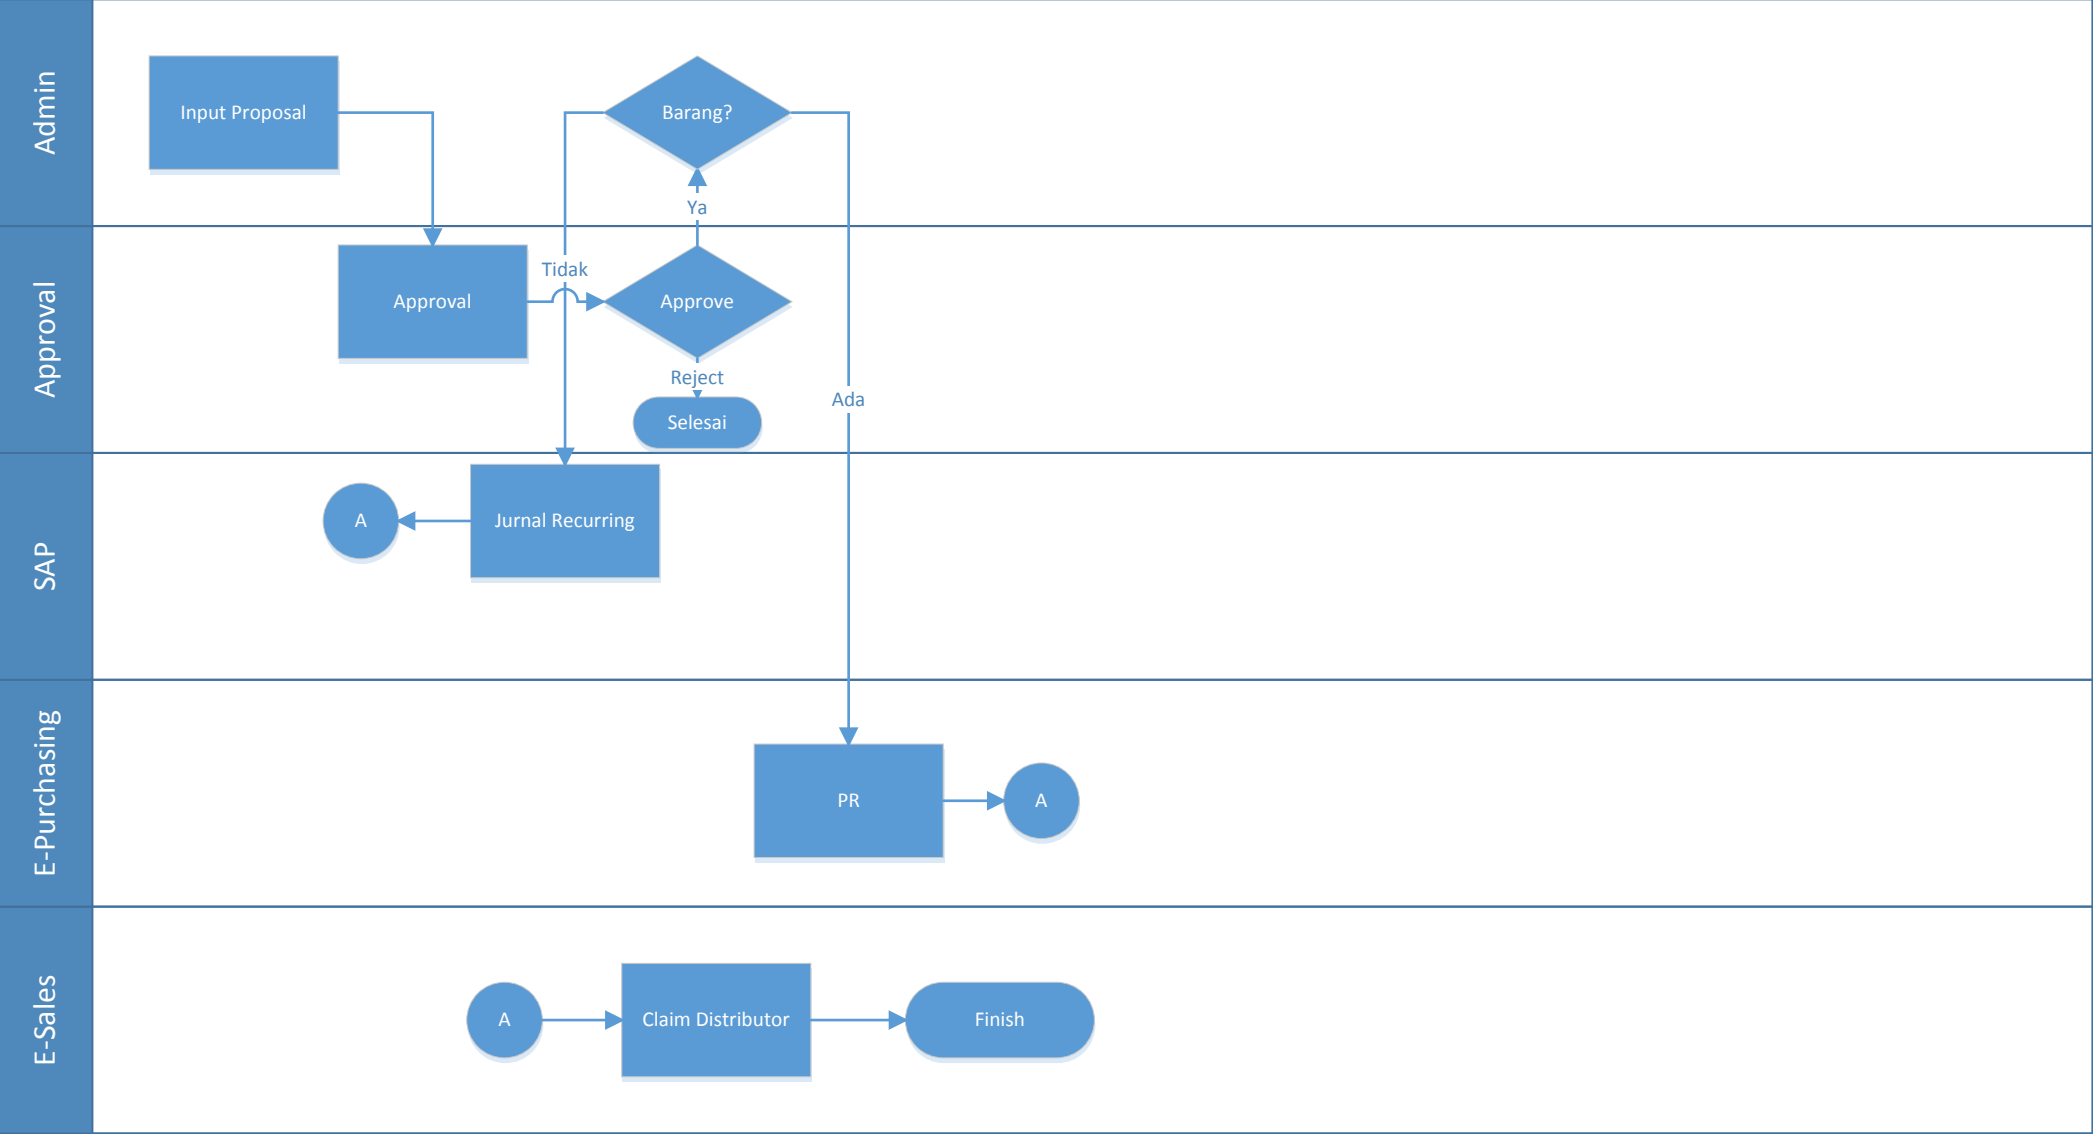 Admin
Input Proposal
Barang?
Ya
Approval
Approval
Tidak
Approve
Reject
Selesai
Ada
SAP
A
Jurnal Recurring
E-Purchasing
PR
A
E-Sales
A
Claim Distributor
Finish